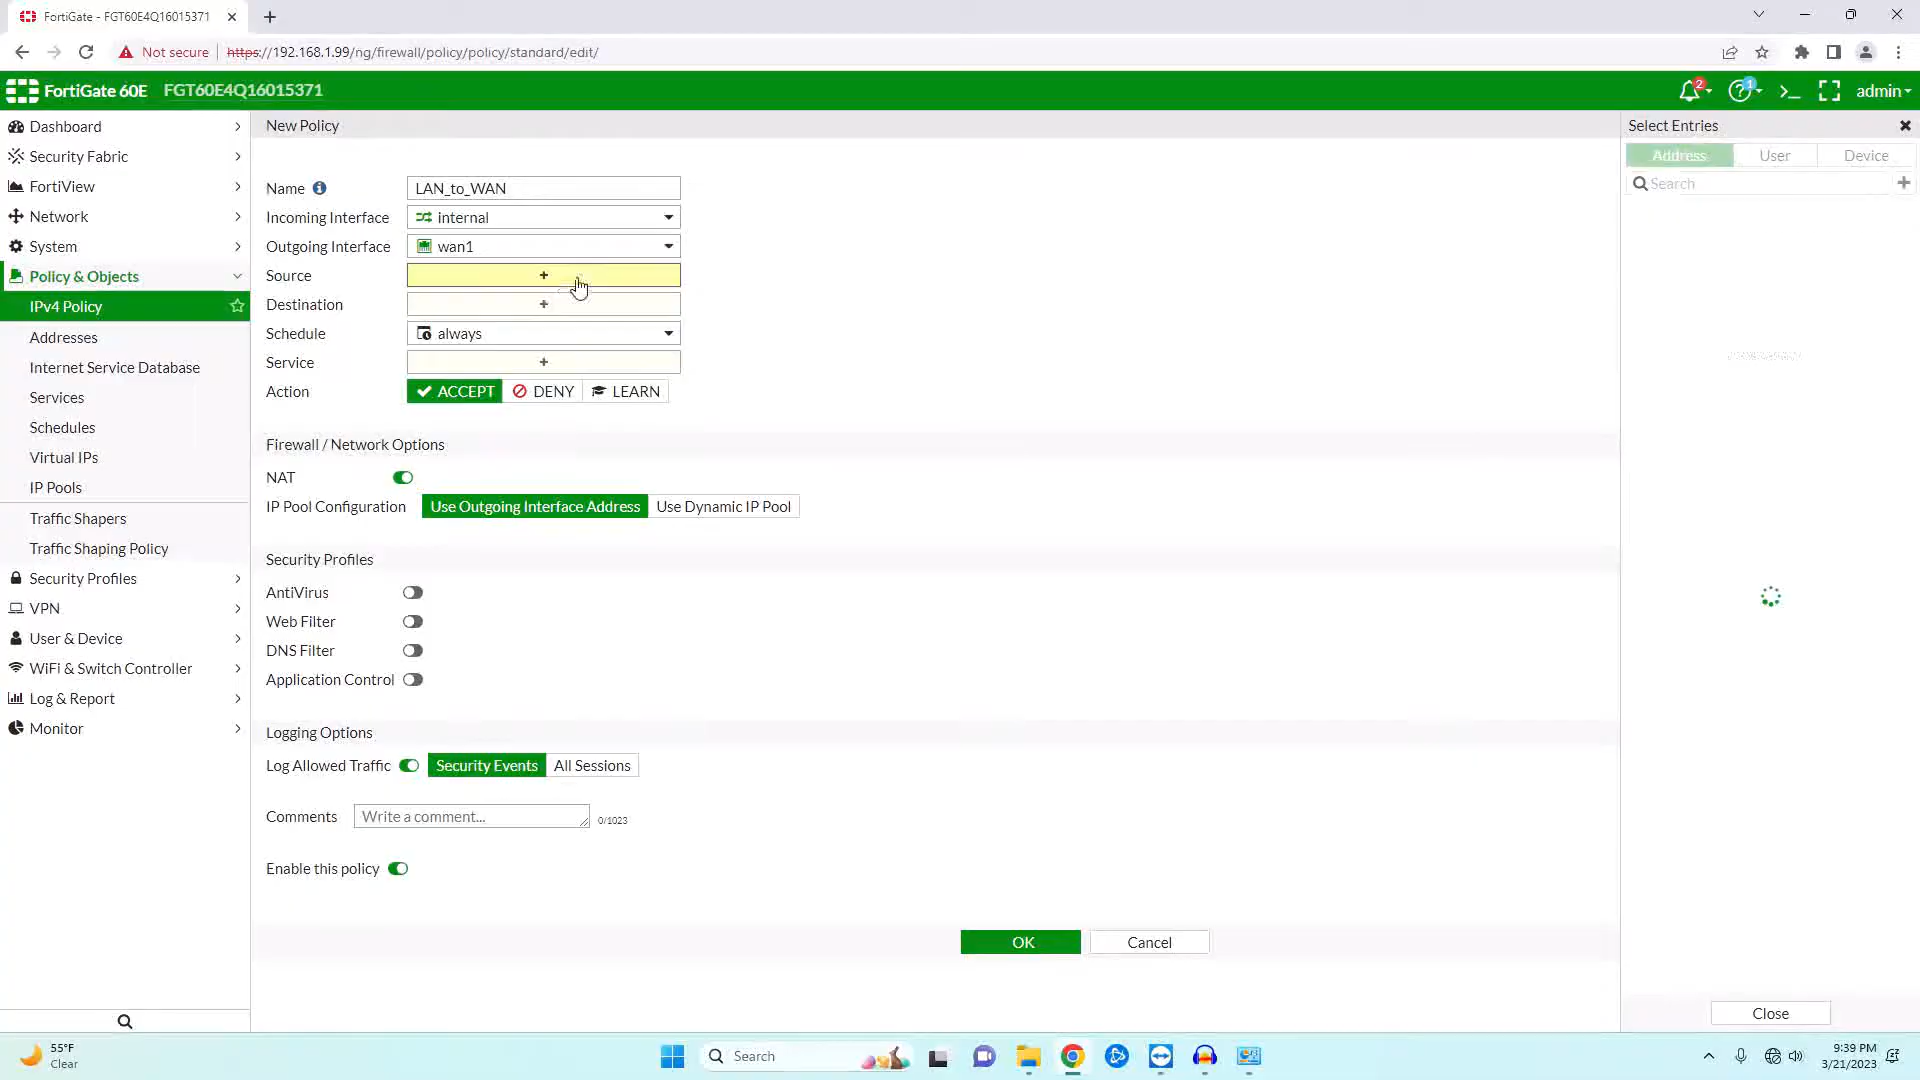 FortiGate - FGT60E4Q16015371
Not secure
https://192.168.1.99/ng/firewall/policy/policy/standard/edit/
FortiGate 60E FGT60E4Q16015371
2
1
admin
Dashboard
Security Fabric
FortiView
Network
System
Policy & Objects
IPv4 Policy
Addresses
Internet Service Database
Services
Schedules
Virtual IPs
IP Pools
Traffic Shapers
Traffic Shaping Policy
Security Profiles
VPN
User & Device
WiFi & Switch Controller
Log & Report
Monitor
New Policy
Name LAN_to_WAN
Incoming Interface internal
Outgoing Interface wan1
Source +
Destination +
Schedule always
Service +
Action ACCEPT DENY LEARN
Firewall / Network Options
NAT
IP Pool Configuration Use Outgoing Interface Address Use Dynamic IP Pool
Security Profiles
AntiVirus
Web Filter
DNS Filter
Application Control
Logging Options
Log Allowed Traffic Security Events All Sessions
Comments Write a comment... 0/1023
Enable this policy
OK Cancel
Select Entries
Address User Device
Search
Close
55°F
Clear
Search
9:39 PM
3/21/2023